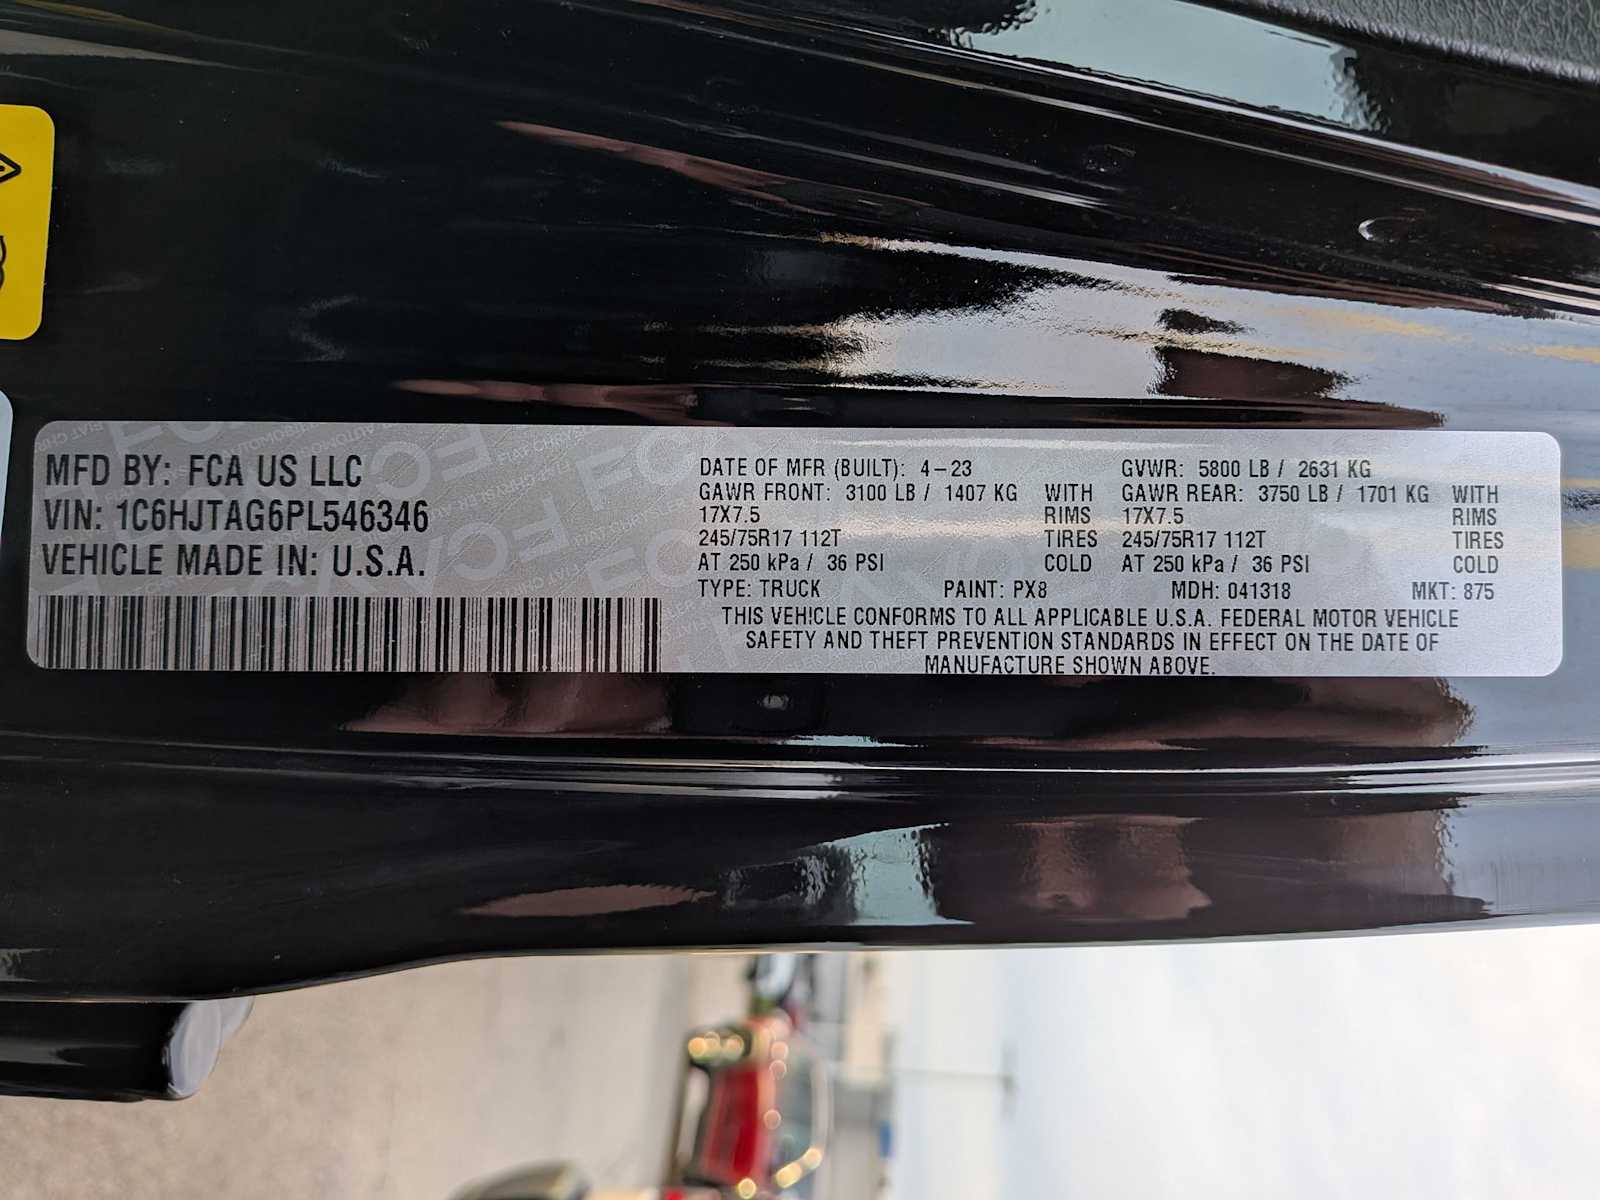 MFD BY: FCA US LLC
VIN: 1C6HJTAG6PL546346
VEHICLE MADE IN: U.S.A.
DATE OF MFR (BUILT): 4-23
GVWR: 5800 LB / 2631 KG
GAWR FRONT: 3100 LB / 1407 KG WITH
17X7.5 RIMS
245/75R17 112T TIRES
AT 250 kPa / 36 PSI COLD
GAWR REAR: 3750 LB / 1701 KG WITH
17X7.5 RIMS
245/75R17 112T TIRES
AT 250 kPa / 36 PSI COLD
TYPE: TRUCK PAINT: PX8 MDH: 041318 MKT: 875
THIS VEHICLE CONFORMS TO ALL APPLICABLE U.S.A. FEDERAL MOTOR VEHICLE
SAFETY AND THEFT PREVENTION STANDARDS IN EFFECT ON THE DATE OF
MANUFACTURE SHOWN ABOVE.